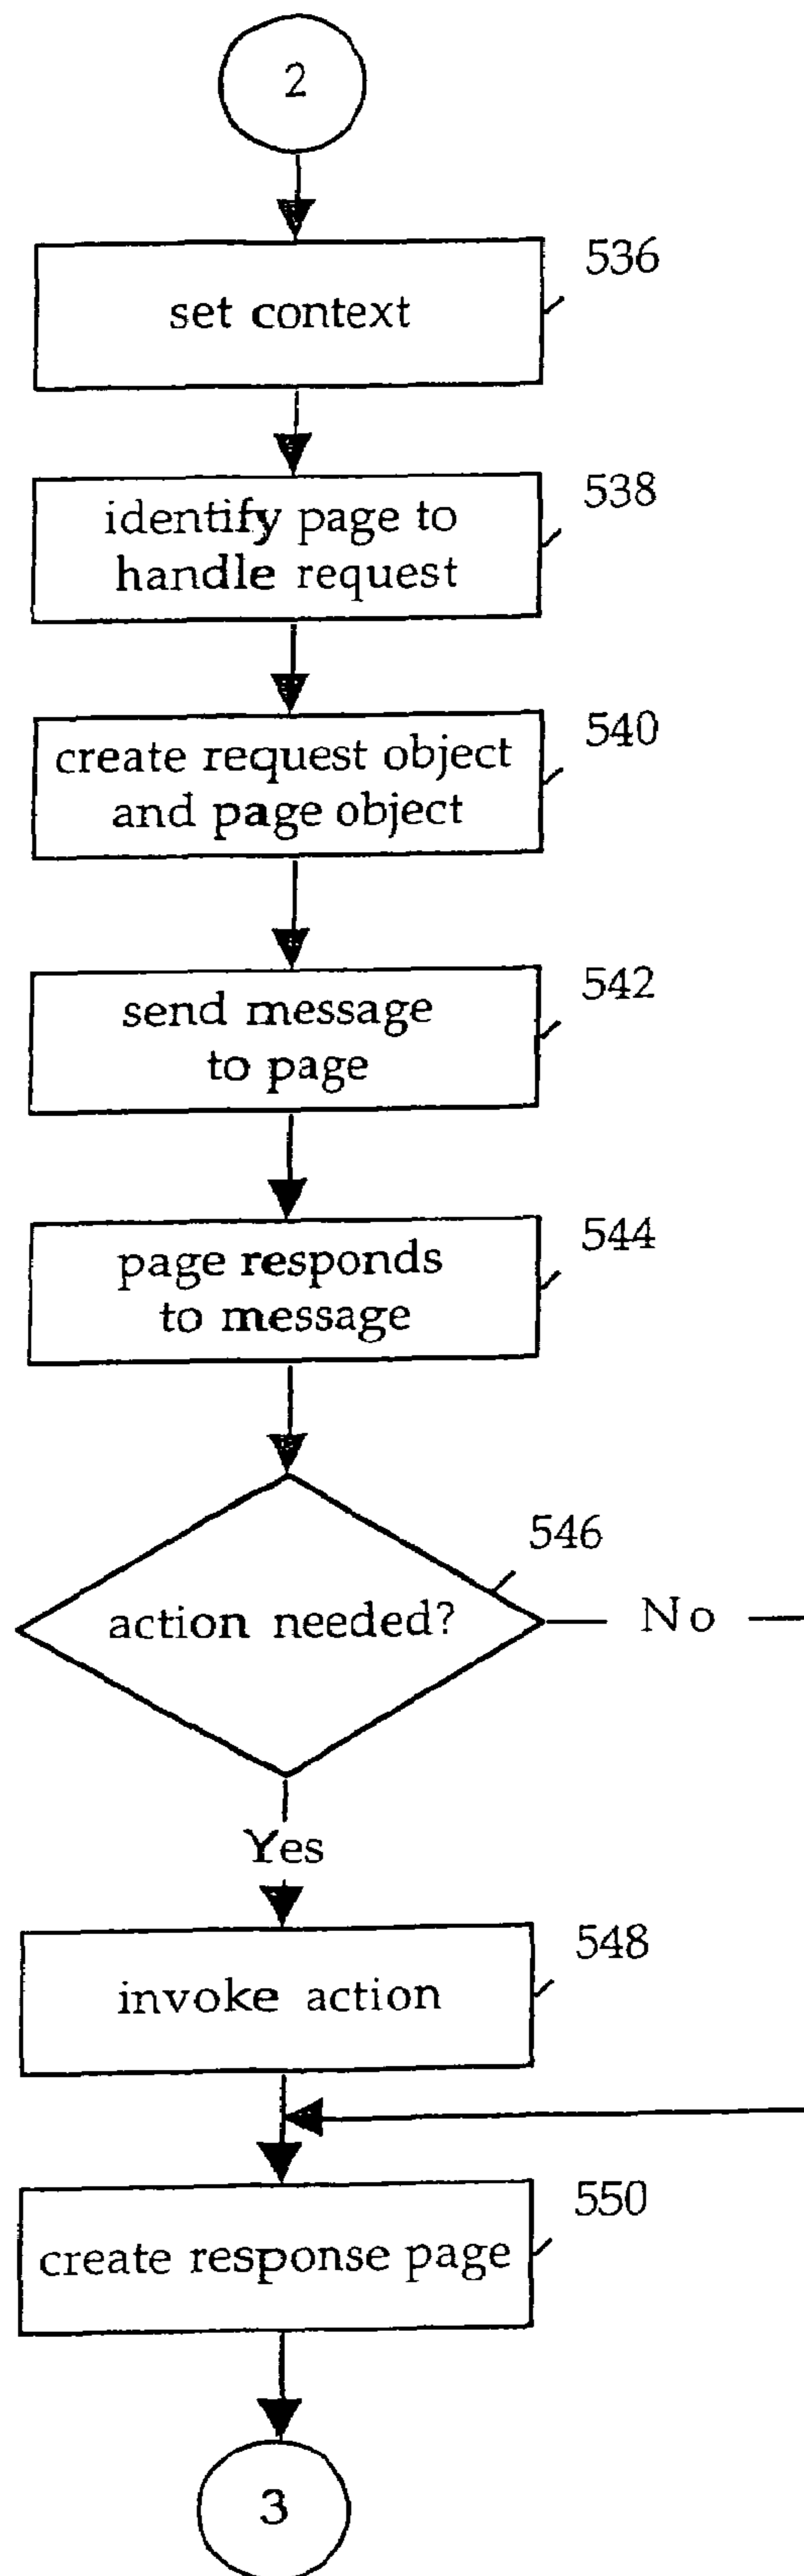 2
536
set context
538
identify page to
handle request
540
create request object
and page object
542
send message
to page
544
page responds
to message
546
action needed?
No
Yes
548
invoke action
550
create response page
3